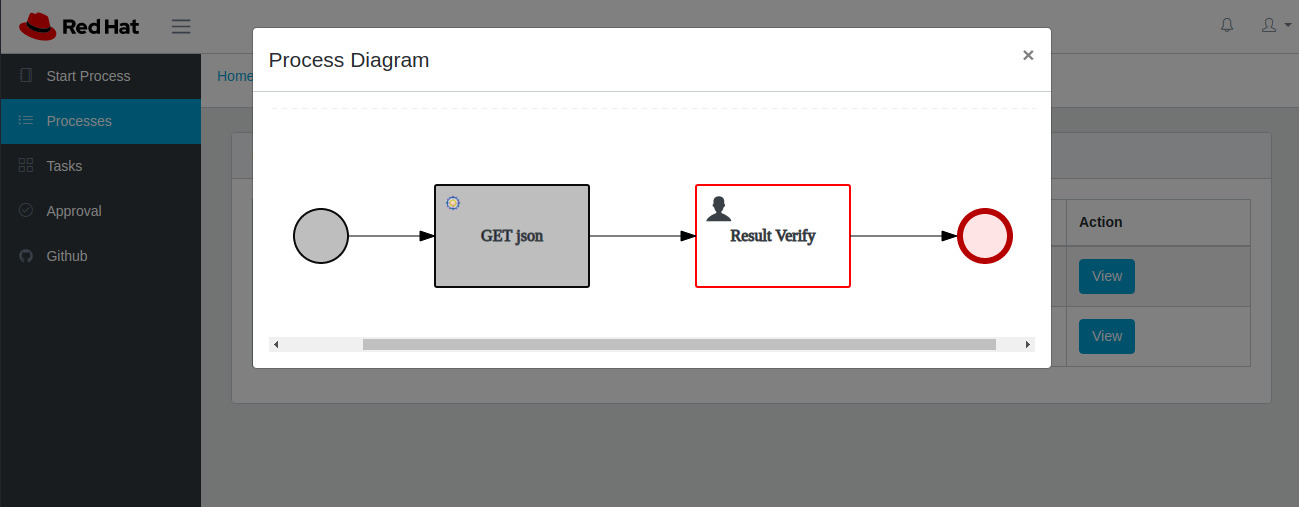 Red Hat
Start Process
Processes
Tasks
Approval
Github
Home
Process Diagram
×
GET json
Result Verify
Action
View
View